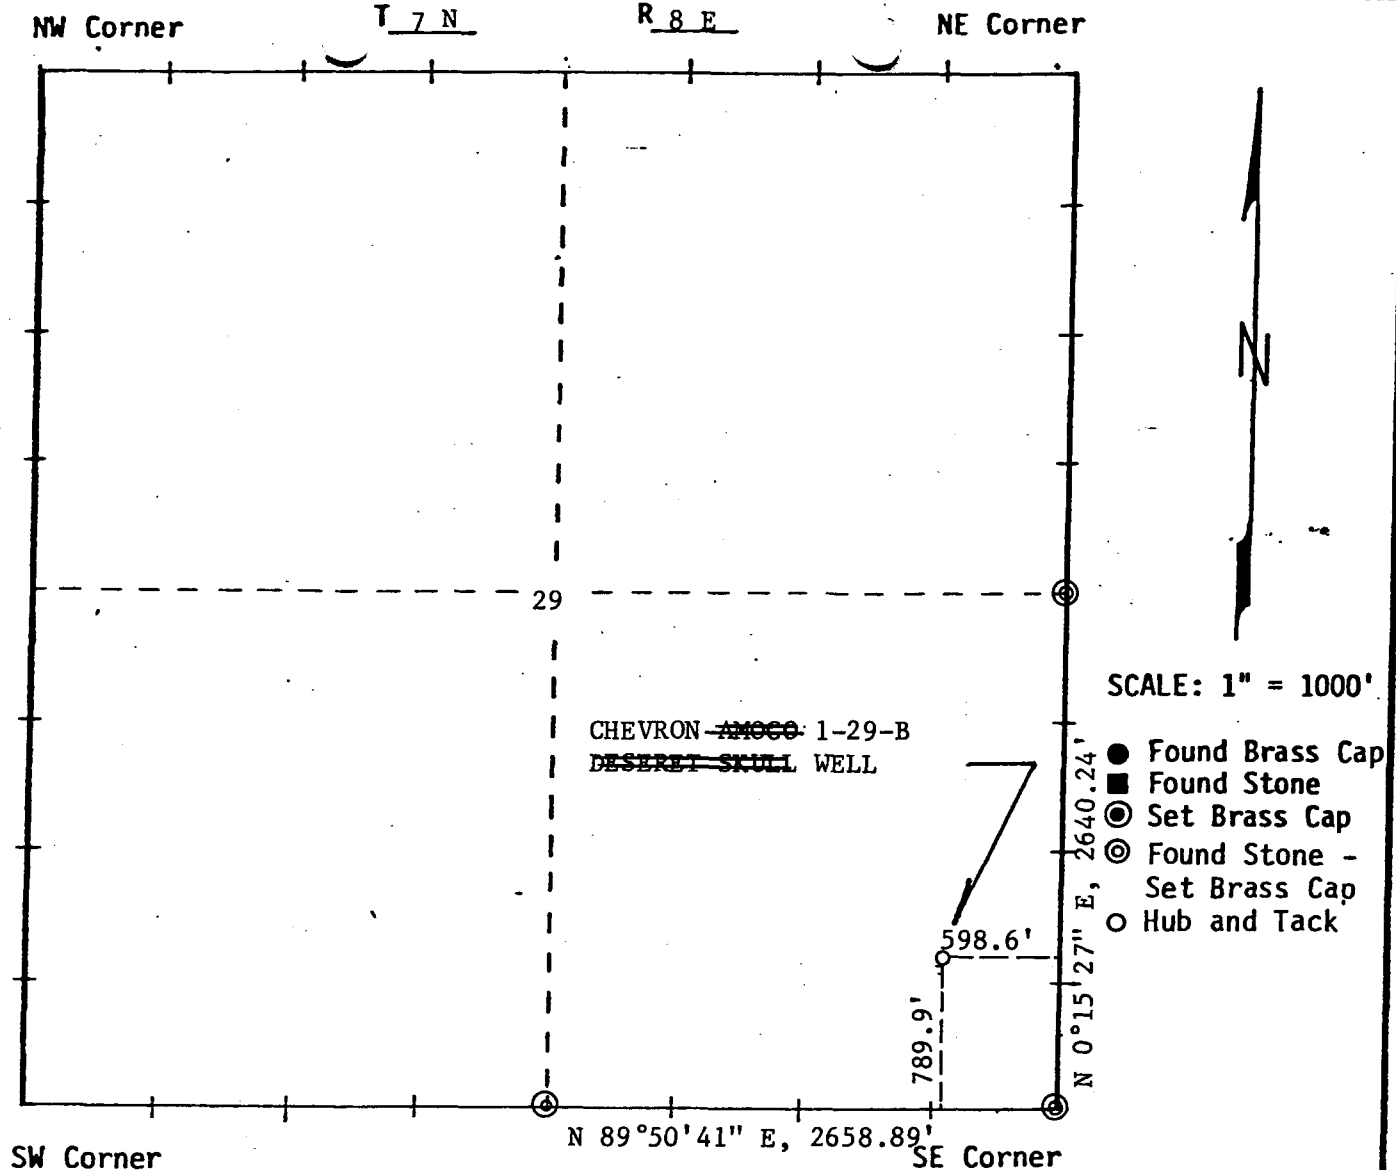 NW Corner T 7 N R 8 E NE Corner
N
29
SCALE: 1" = 1000'
CHEVRON AMOCO 1-29-B
DESERET SKULL WELL
Found Brass Cap
Found Stone
Set Brass Cap
Found Stone -
Set Brass Cap
Hub and Tack
N 0°15'27" E, 2640.24'
598.6'
789.9'
N 89°50'41" E, 2658.89'
SW Corner SE Corner